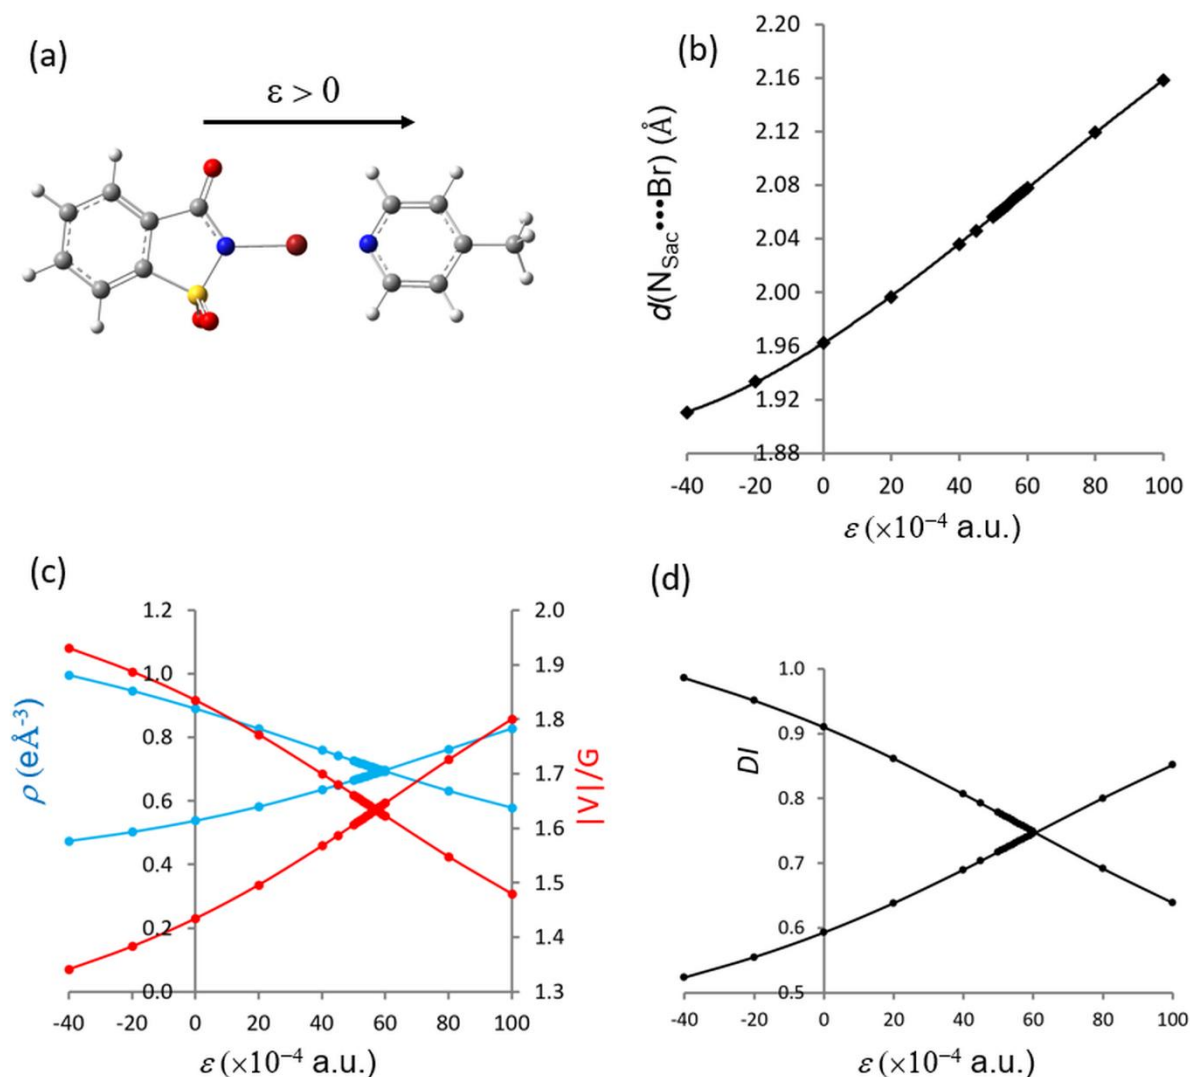 (a)
ε > 0
(b)
d(N_Sac•••Br) (Å)
2.20
2.16
2.12
2.08
2.04
2.00
1.96
1.92
1.88
-40 -20 0 20 40 60 80 100
ε (×10⁻⁴ a.u.)
(c)
ρ (eÅ⁻³)
1.2
1.0
0.8
0.6
0.4
0.2
0.0
2.0
1.9
1.8
1.7
1.6
1.5
1.4
1.3
|V|/G
-40 -20 0 20 40 60 80 100
ε (×10⁻⁴ a.u.)
(d)
DI
1.0
0.9
0.8
0.7
0.6
0.5
-40 -20 0 20 40 60 80 100
ε (×10⁻⁴ a.u.)